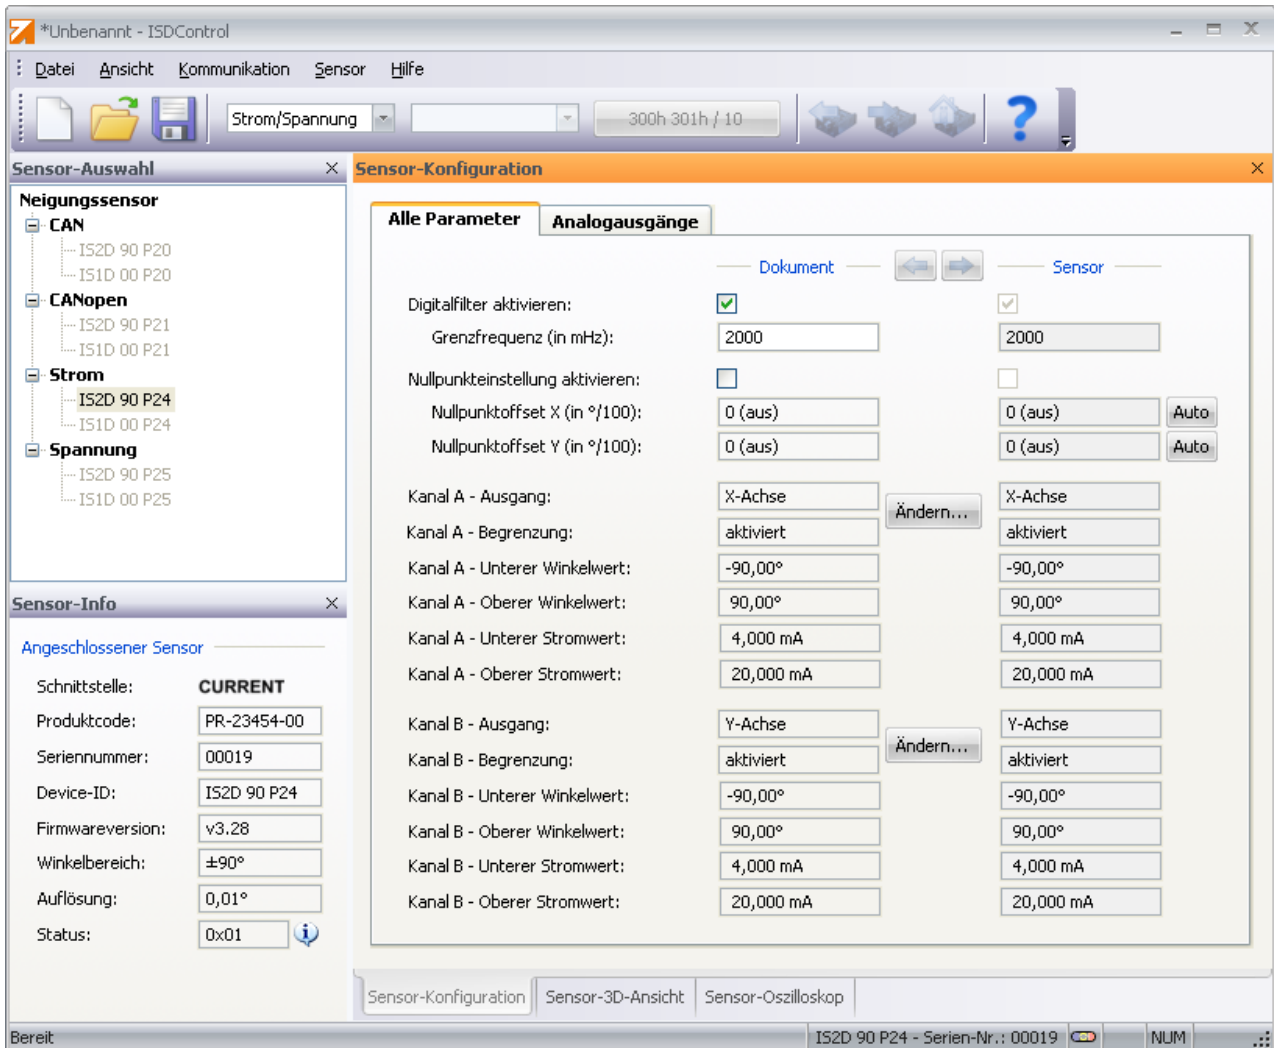 *Unbenannt - ISDControl
Datei Ansicht Kommunikation Sensor Hilfe
Strom/Spannung 300h 301h / 10
Sensor-Auswahl
Neigungssensor
CAN
IS2D 90 P20
IS1D 00 P20
CANopen
IS2D 90 P21
IS1D 00 P21
Strom
IS2D 90 P24
IS1D 00 P24
Spannung
IS2D 90 P25
IS1D 00 P25
Sensor-Info
Angeschlossener Sensor
Schnittstelle: CURRENT
Produktcode: PR-23454-00
Seriennummer: 00019
Device-ID: IS2D 90 P24
Firmwareversion: v3.28
Winkelbereich: ±90°
Auflösung: 0,01°
Status: 0x01
Sensor-Konfiguration
Alle Parameter Analogausgänge
Dokument Sensor
Digitalfilter aktivieren:
Grenzfrequenz (in mHz): 2000 2000
Nullpunkteinstellung aktivieren:
Nullpunktoffset X (in °/100): 0 (aus) 0 (aus) Auto
Nullpunktoffset Y (in °/100): 0 (aus) 0 (aus) Auto
Kanal A - Ausgang: X-Achse Ändern... X-Achse
Kanal A - Begrenzung: aktiviert aktiviert
Kanal A - Unterer Winkelwert: -90,00° -90,00°
Kanal A - Oberer Winkelwert: 90,00° 90,00°
Kanal A - Unterer Stromwert: 4,000 mA 4,000 mA
Kanal A - Oberer Stromwert: 20,000 mA 20,000 mA
Kanal B - Ausgang: Y-Achse Ändern... Y-Achse
Kanal B - Begrenzung: aktiviert aktiviert
Kanal B - Unterer Winkelwert: -90,00° -90,00°
Kanal B - Oberer Winkelwert: 90,00° 90,00°
Kanal B - Unterer Stromwert: 4,000 mA 4,000 mA
Kanal B - Oberer Stromwert: 20,000 mA 20,000 mA
Sensor-Konfiguration Sensor-3D-Ansicht Sensor-Oszilloskop
Bereit IS2D 90 P24 - Serien-Nr.: 00019 NUM